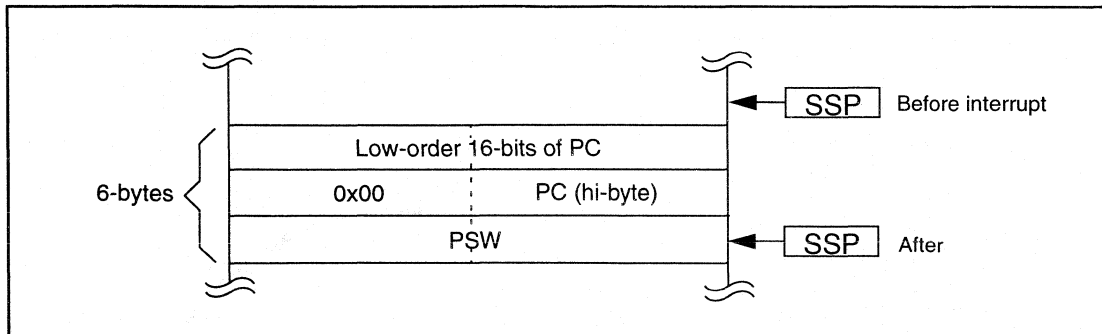 SSP Before interrupt
Low-order 16-bits of PC
6-bytes
0x00 PC (hi-byte)
PSW
SSP After